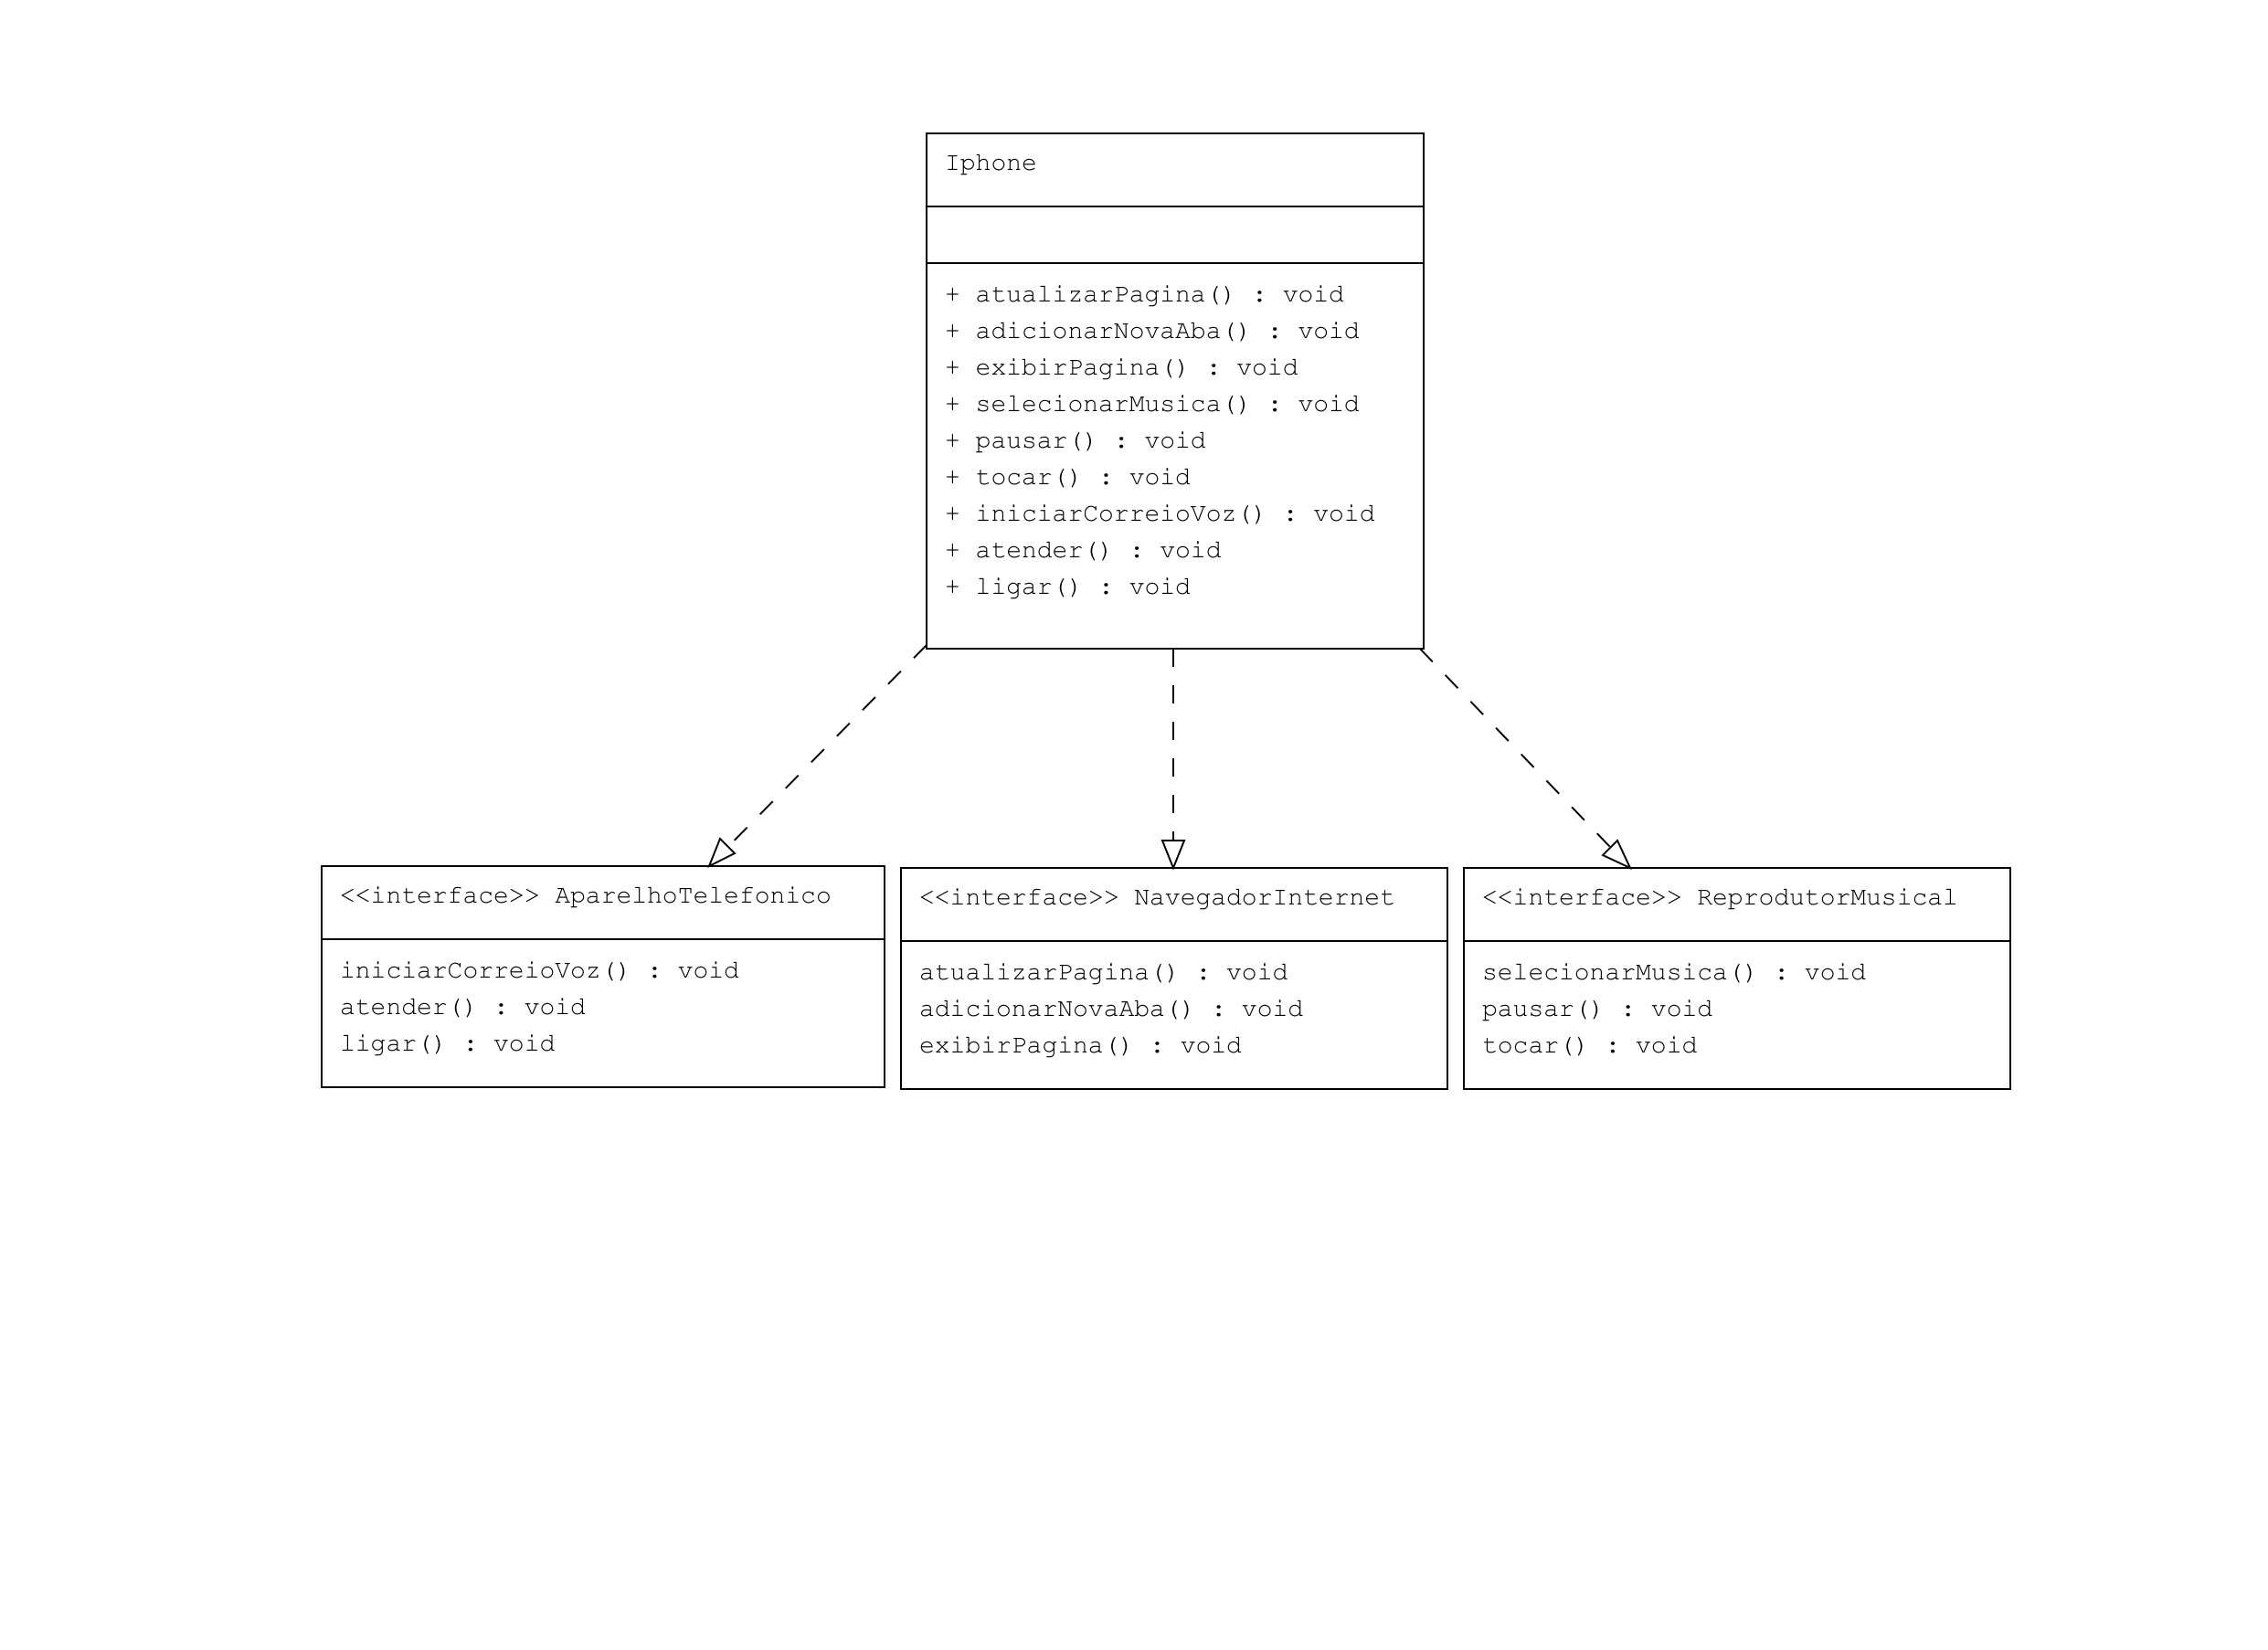 Iphone
+ atualizarPagina() : void
+ adicionarNovaAba() : void
+ exibirPagina() : void
+ selecionarMusica() : void
+ pausar() : void
+ tocar() : void
+ iniciarCorreioVoz() : void
+ atender() : void
+ ligar() : void
<<interface>> AparelhoTelefonico
iniciarCorreioVoz() : void
atender() : void
ligar() : void
<<interface>> NavegadorInternet
atualizarPagina() : void
adicionarNovaAba() : void
exibirPagina() : void
<<interface>> ReprodutorMusical
selecionarMusica() : void
pausar() : void
tocar() : void